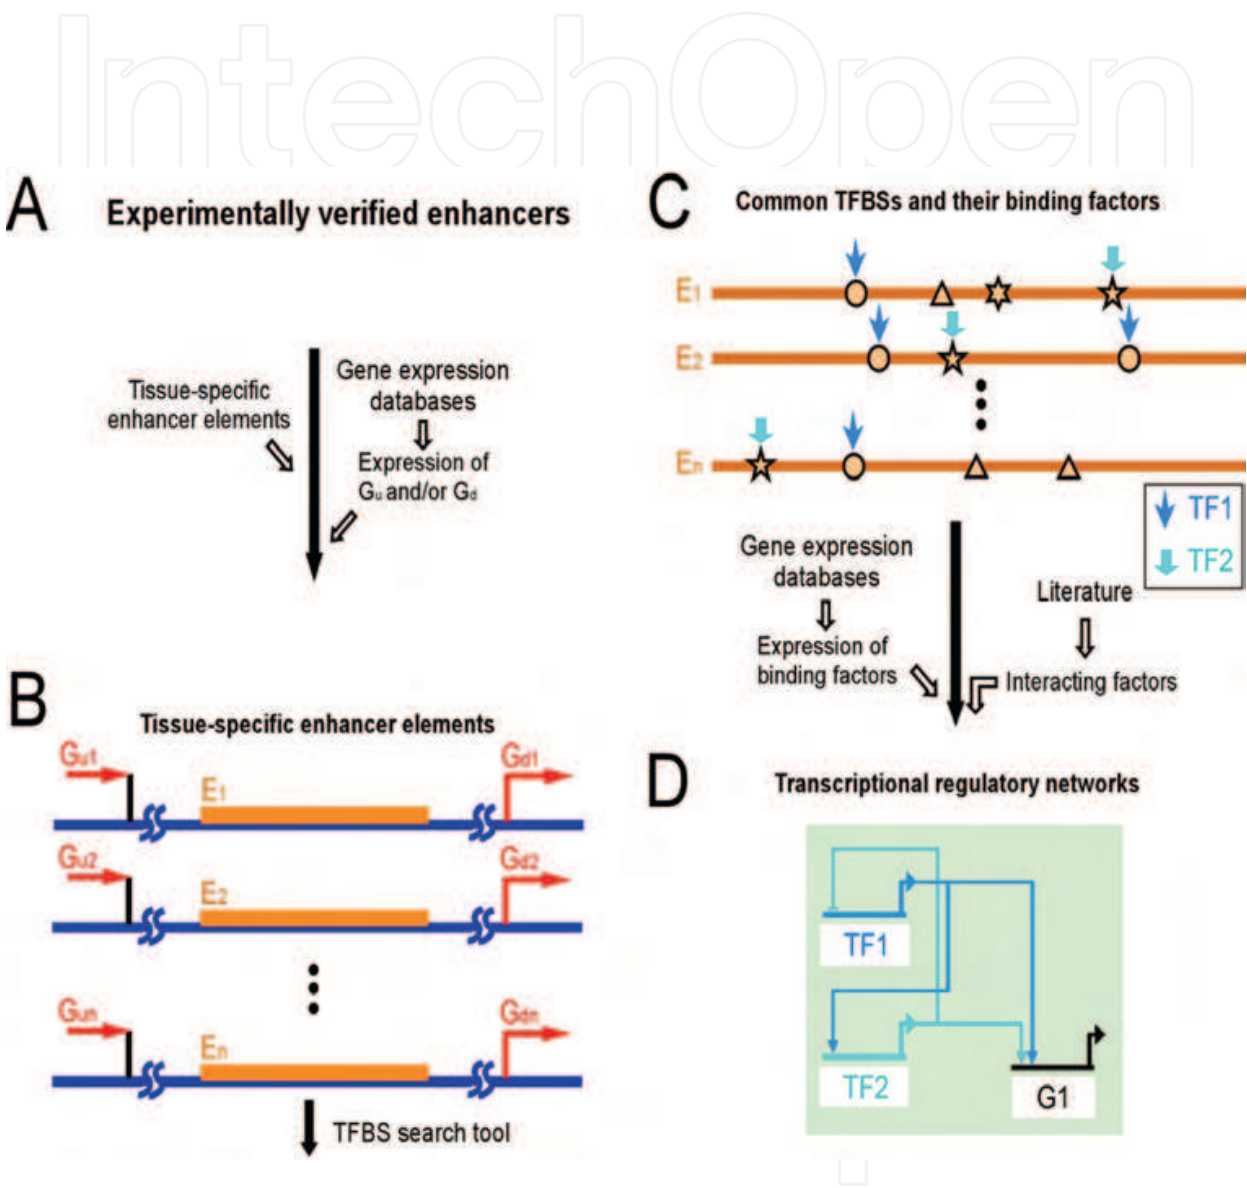 IntechOpen
A
Experimentally verified enhancers
Tissue-specific
enhancer elements
Gene expression
databases
Expression of
Gu and/or Gd
B
Tissue-specific enhancer elements
Gu1
E1
Gd1
Gu2
E2
Gd2
Gun
En
Gdn
TFBS search tool
C
Common TFBSs and their binding factors
E1
E2
En
TF1
TF2
Gene expression
databases
Expression of
binding factors
Literature
Interacting factors
D
Transcriptional regulatory networks
TF1
TF2
G1